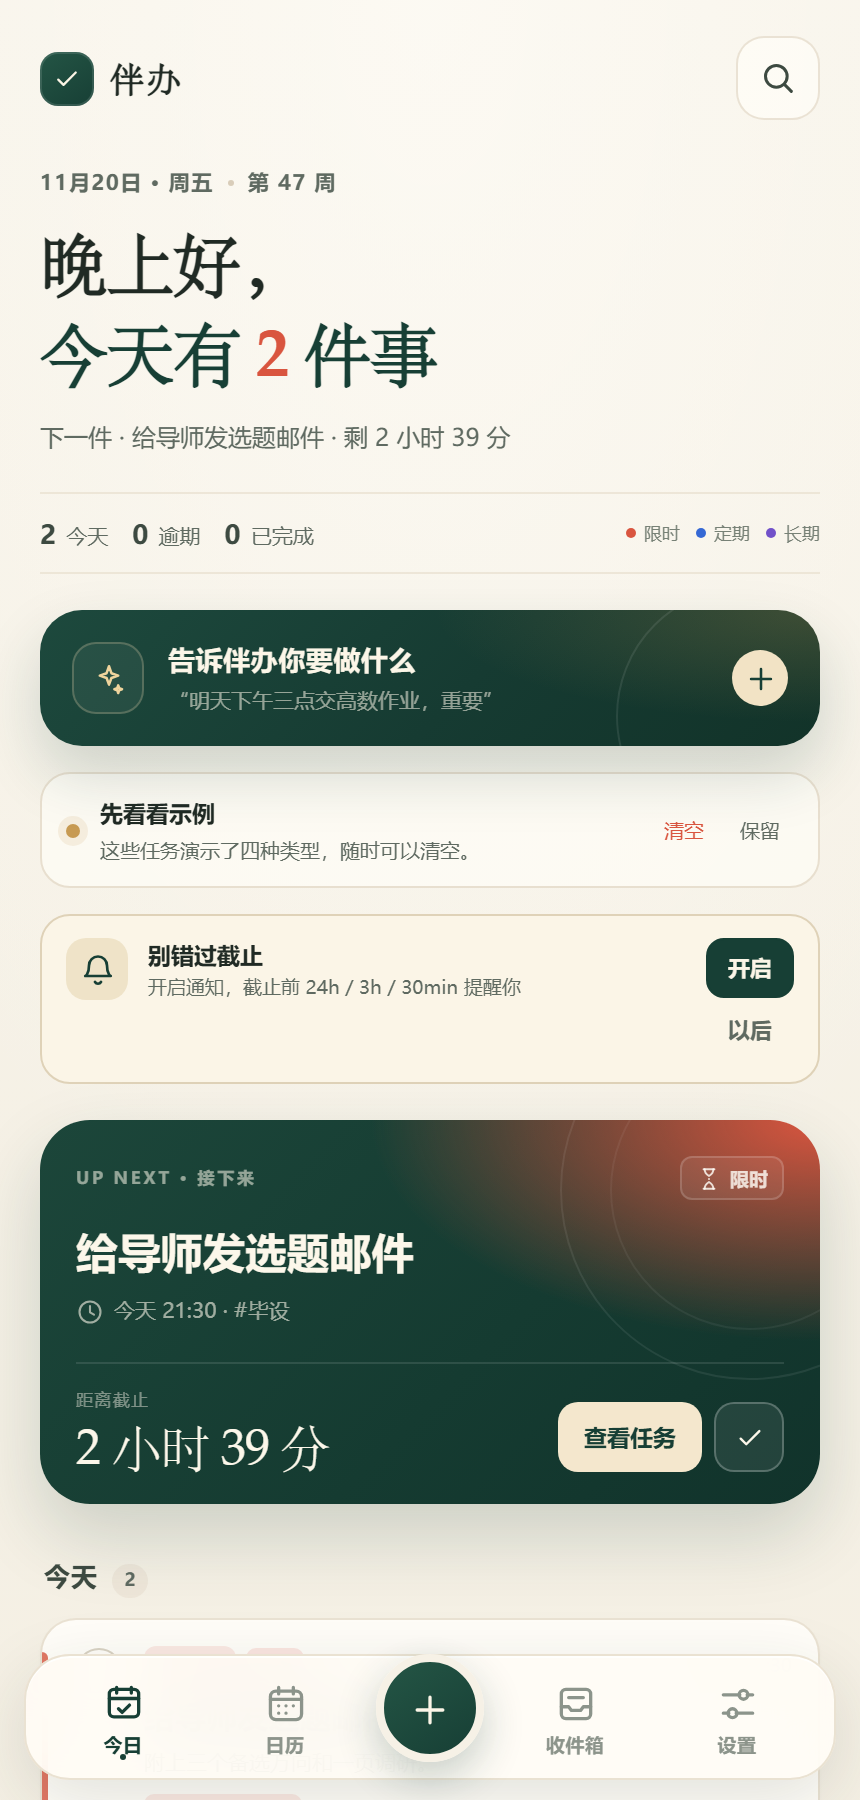 伴办
11月20日 • 周五 • 第 47 周
晚上好，
今天有 2 件事
下一件 · 给导师发选题邮件 · 剩 2 小时 39 分
2 今天 0 逾期 0 已完成 • 限时 • 定期 • 长期
告诉伴办你要做什么
“明天下午三点交高数作业，重要”
先看看示例
这些任务演示了四种类型，随时可以清空。
清空 保留
别错过截止
开启通知，截止前 24h / 3h / 30min 提醒你
开启
以后
UP NEXT • 接下来
限时
给导师发选题邮件
今天 21:30 · #毕设
距离截止
2 小时 39 分
查看任务
今天 2
今日 日历 收件箱 设置